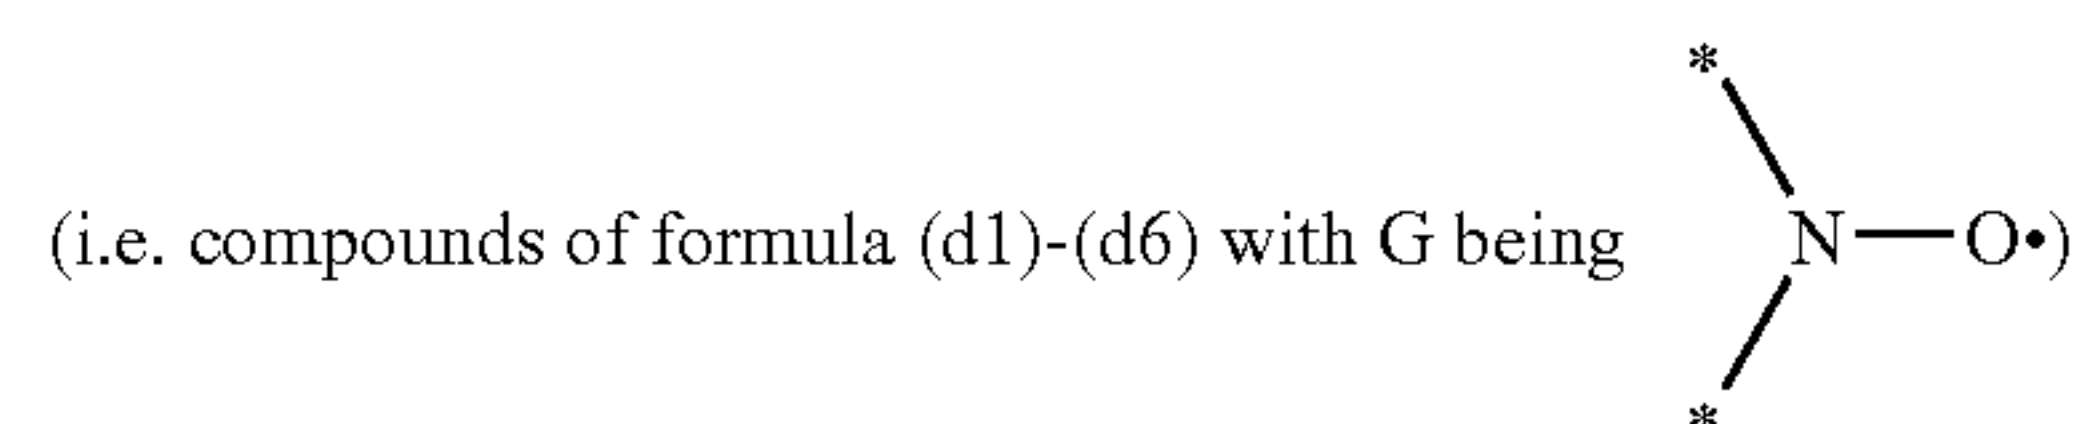 *
(i.e. compounds of formula (d1)-(d6) with G being N—O•)
*